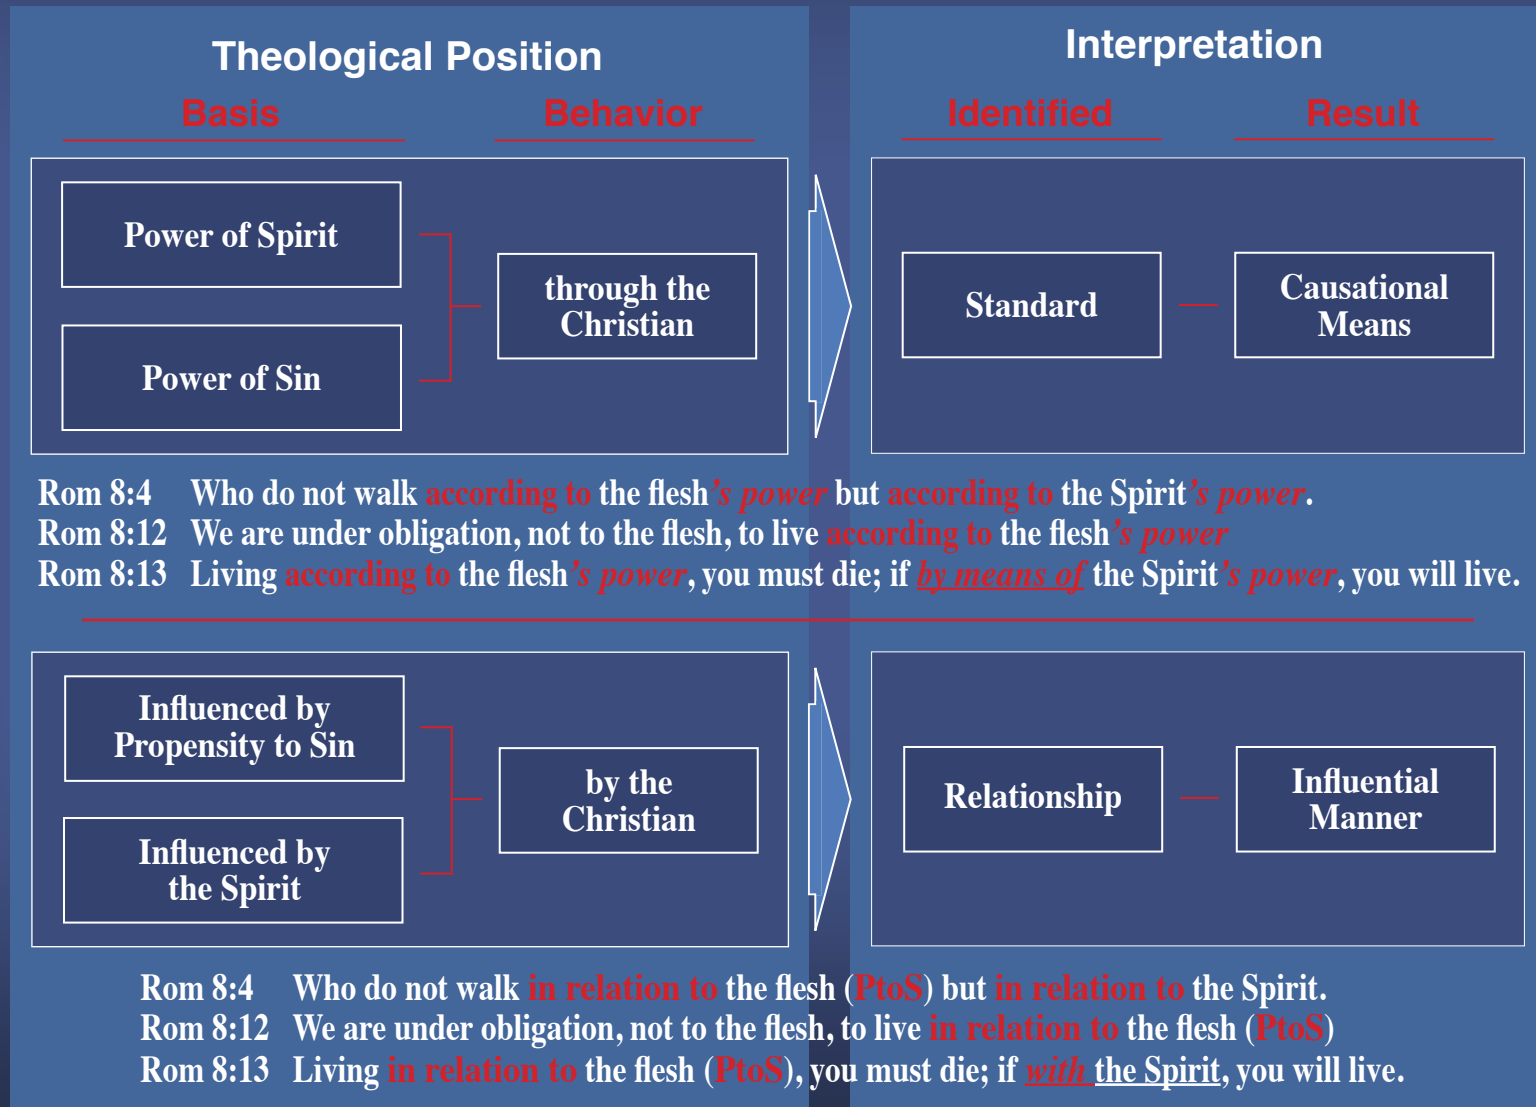 Theological Position
Interpretation
Basis
Behavior
Identified
Result
Power of Spirit
Power of Sin
through the
Christian
Standard
Causational
Means
Rom 8:4 Who do not walk according to the flesh's power but according to the Spirit's power.
Rom 8:12 We are under obligation, not to the flesh, to live according to the flesh's power
Rom 8:13 Living according to the flesh's power, you must die; if by means of the Spirit's power, you will live.
Influenced by
Propensity to Sin
Influenced by
the Spirit
by the
Christian
Relationship
Influential
Manner
Rom 8:4 Who do not walk in relation to the flesh (PtoS) but in relation to the Spirit.
Rom 8:12 We are under obligation, not to the flesh, to live in relation to the flesh (PtoS)
Rom 8:13 Living in relation to the flesh (PtoS), you must die; if with the Spirit, you will live.